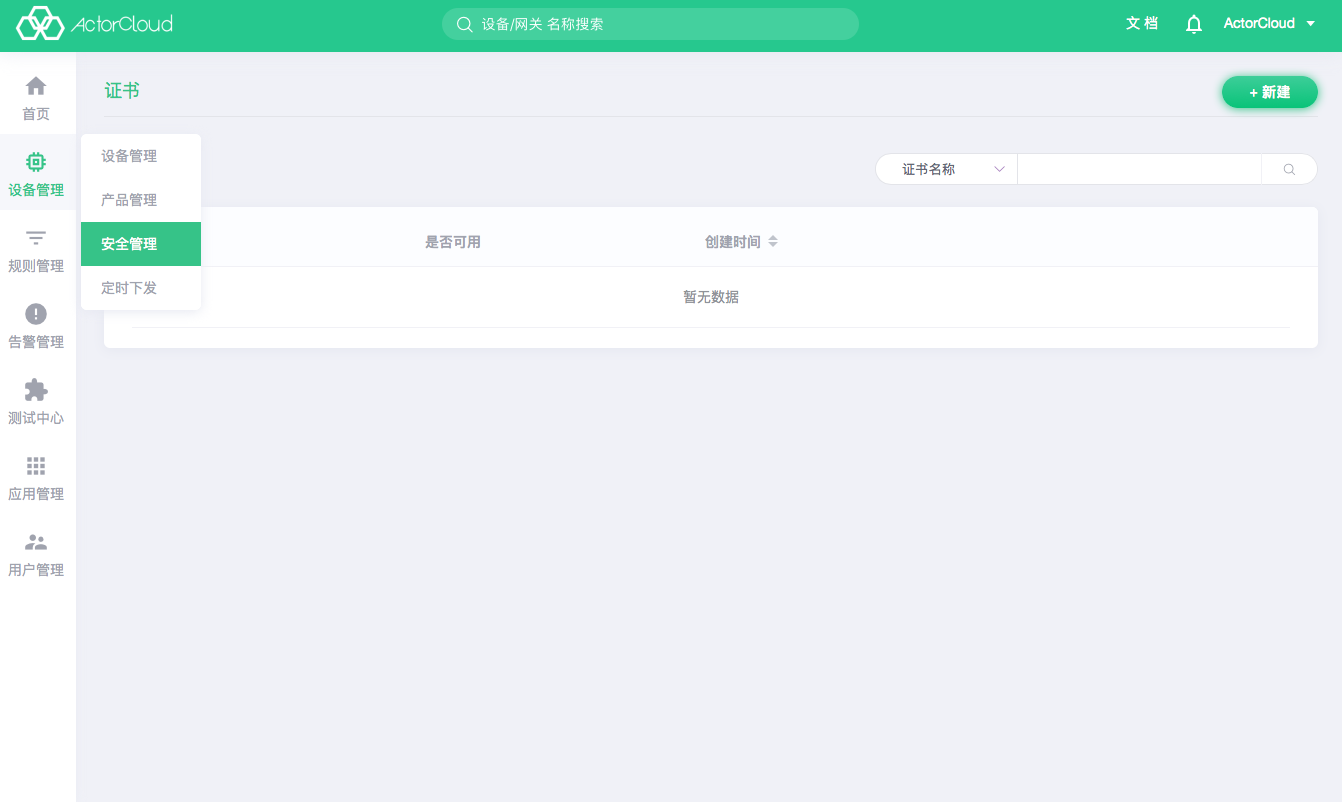 ActorCloud
设备/网关 名称搜索
文 档
ActorCloud
首页
设备管理
规则管理
告警管理
测试中心
应用管理
用户管理
设备管理
产品管理
安全管理
定时下发
证书
+ 新建
证书名称
是否可用
创建时间
暂无数据